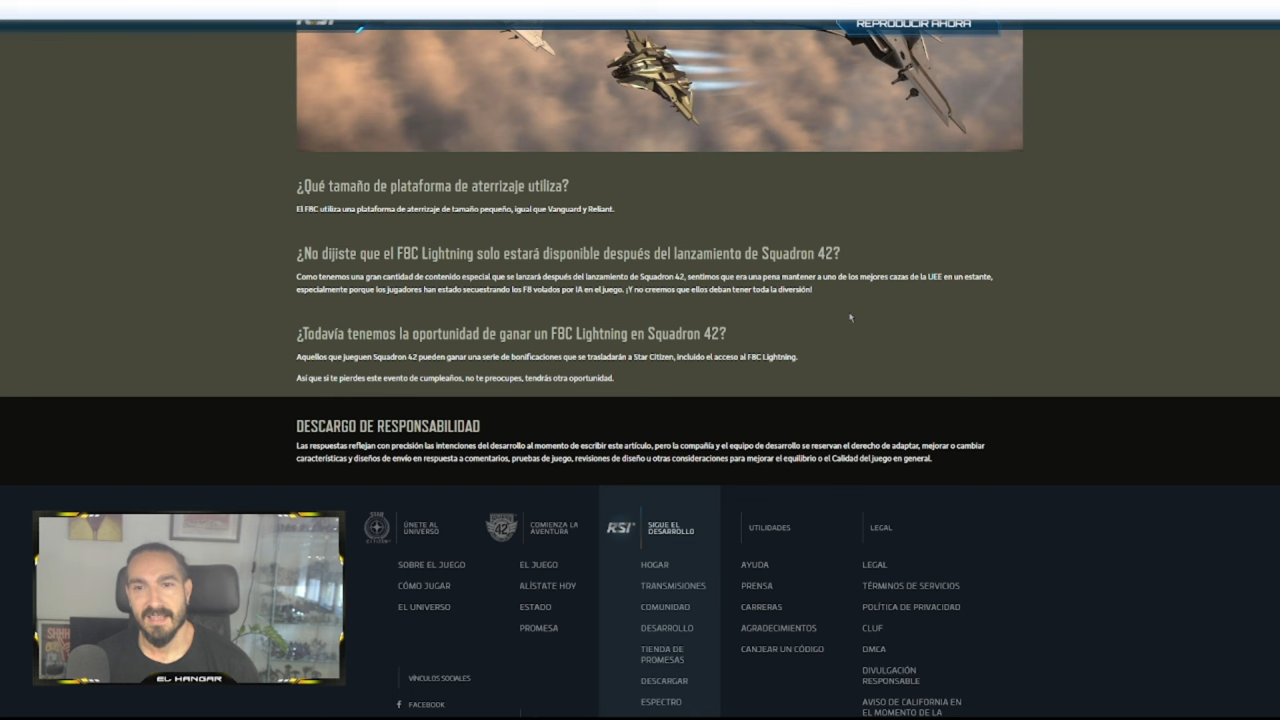 RSI
REPRODUCIR AHORA
¿Qué tamaño de plataforma de aterrizaje utiliza?
El F8C utiliza una plataforma de aterrizaje de tamaño pequeño, igual que Vanguard y Reliant.
¿No dijiste que el F8C Lightning solo estará disponible después del lanzamiento de Squadron 42?
Como tenemos una gran cantidad de contenido especial que se lanzará después del lanzamiento de Squadron 42, sentimos que era una pena mantener a uno de los mejores cazas de la UEE en un estante,
especialmente porque los jugadores han estado secuestrando los F8 volados por IA en el juego. ¡Y no creemos que ellos deban tener toda la diversión!
¿Todavía tenemos la oportunidad de ganar un F8C Lightning en Squadron 42?
Aquellos que jueguen Squadron 42 pueden ganar una serie de bonificaciones que se trasladarán a Star Citizen, incluido el acceso al F8C Lightning.
Así que si te pierdes este evento de cumpleaños, no te preocupes, tendrás otra oportunidad.
DESCARGO DE RESPONSABILIDAD
Las respuestas reflejan con precisión las intenciones del desarrollo al momento de escribir este artículo, pero la compañía y el equipo de desarrollo se reservan el derecho de adaptar, mejorar o cambiar
características y diseños de envío en respuesta a comentarios, pruebas de juego, revisiones de diseño u otras consideraciones para mejorar el equilibrio o el Calidad del juego en general.
STAR CITIZEN
ÚNETE AL
UNIVERSO
SOBRE EL JUEGO
CÓMO JUGAR
EL UNIVERSO
42
COMIENZA LA
AVENTURA
EL JUEGO
ALÍSTATE HOY
ESTADO
PROMESA
RSI
SIGUE EL
DESARROLLO
HOGAR
TRANSMISIONES
COMUNIDAD
DESARROLLO
TIENDA DE
PROMESAS
DESCARGAR
ESPECTRO
UTILIDADES
AYUDA
PRENSA
CARRERAS
AGRADECIMIENTOS
CANJEAR UN CÓDIGO
LEGAL
LEGAL
TÉRMINOS DE SERVICIOS
POLÍTICA DE PRIVACIDAD
CLUF
DMCA
DIVULGACIÓN
RESPONSABLE
AVISO DE CALIFORNIA EN
EL MOMENTO DE LA
VÍNCULOS SOCIALES
FACEBOOK
SHHH
EL HANGAR